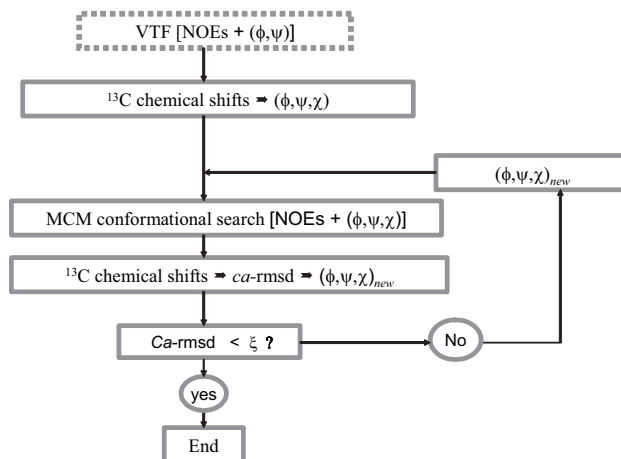 VTF [NOEs + (ϕ,ψ)]
¹³C chemical shifts ➡ (ϕ,ψ,χ)
(ϕ,ψ,χ)new
MCM conformational search [NOEs + (ϕ,ψ,χ)]
¹³C chemical shifts ➡ ca-rmsd ➡ (ϕ,ψ,χ)new
Ca-rmsd < ξ ?
No
yes
End